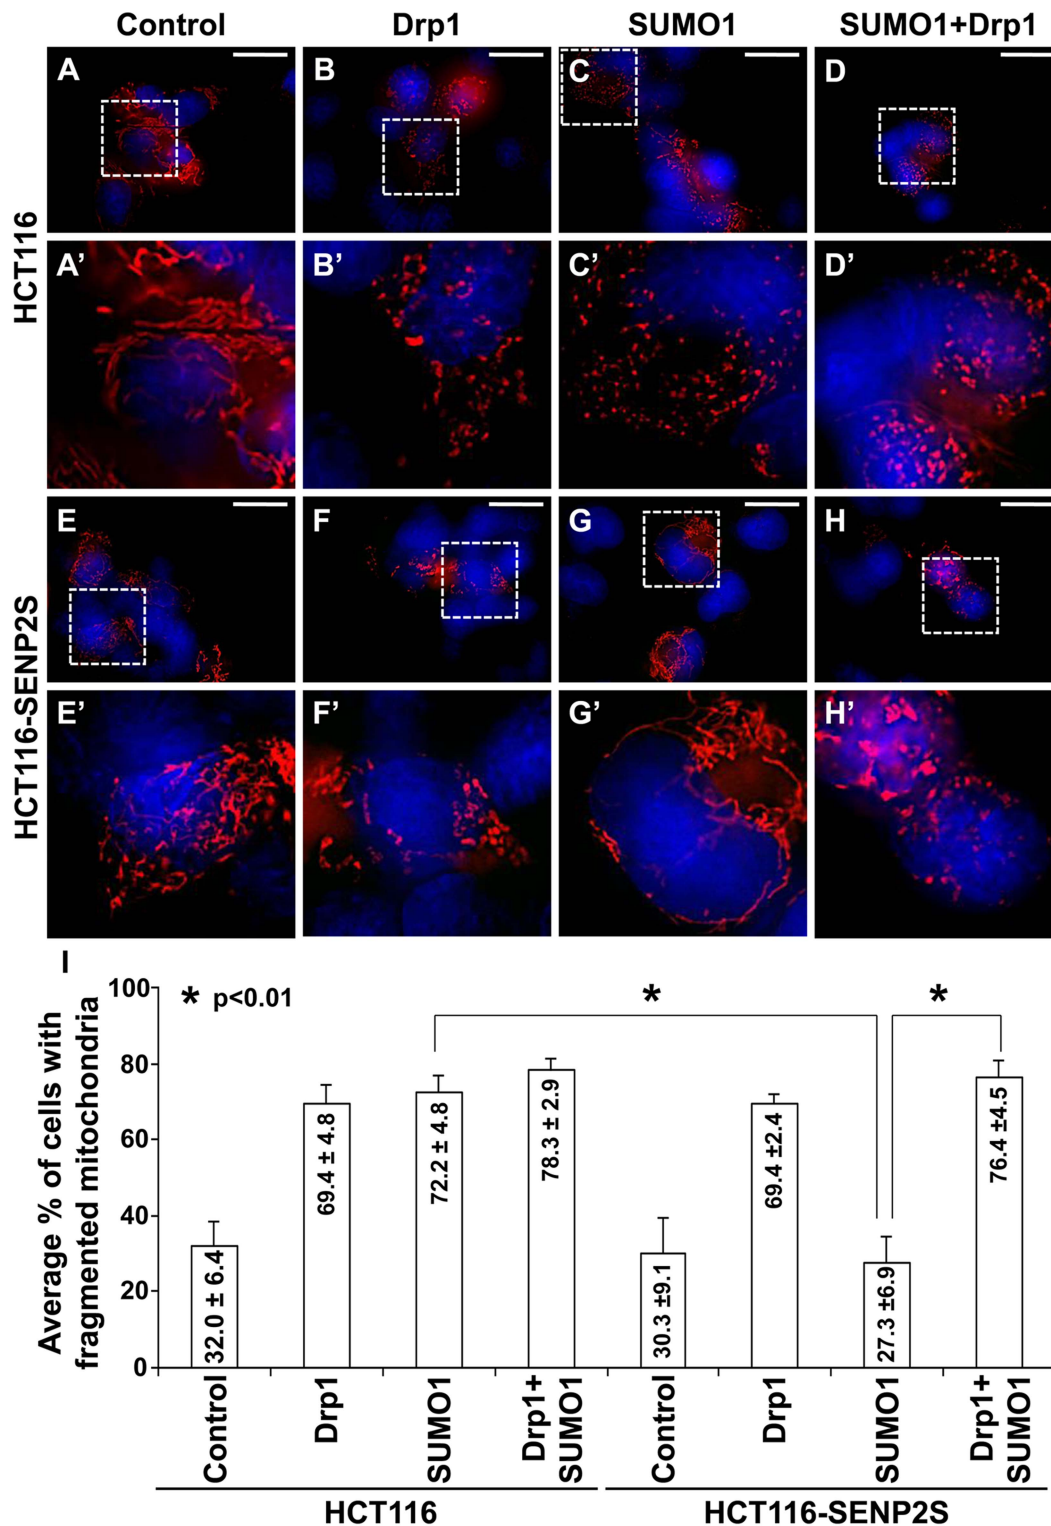 Control Drp1 SUMO1 SUMO1+Drp1
HCT116
A B C D
A’ B’ C’ D’
HCT116-SENP2S
E F G H
E’ F’ G’ H’
I
* p<0.01
* *
Average % of cells with
fragmented mitochondria
100
80
60
40
20
0
32.0 ± 6.4
69.4 ± 4.8
72.2 ± 4.8
78.3 ± 2.9
30.3 ±9.1
69.4 ±2.4
27.3 ±6.9
76.4 ±4.5
Control
Drp1
SUMO1
Drp1+
SUMO1
Control
Drp1
SUMO1
Drp1+
SUMO1
HCT116
HCT116-SENP2S